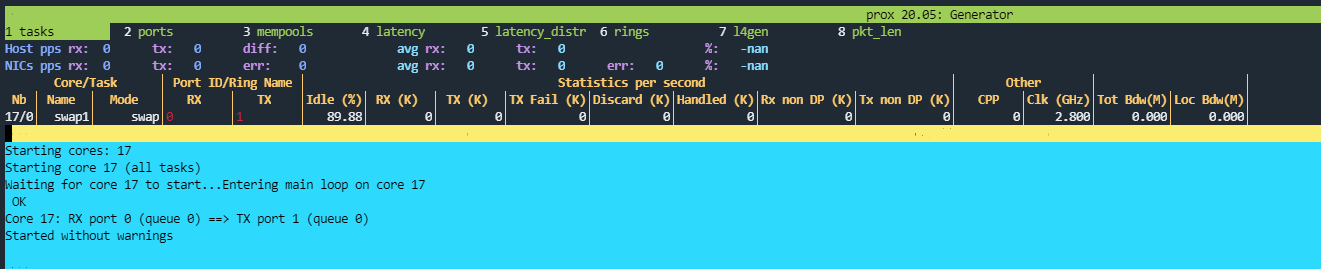 prox 20.05: Generator
1 tasks 2 ports 3 mempools 4 latency 5 latency_distr 6 rings 7 l4gen 8 pkt_len
Host pps rx: 0 tx: 0 diff: 0 avg rx: 0 tx: 0 %: -nan
NICs pps rx: 0 tx: 0 err: 0 avg rx: 0 tx: 0 err: 0 %: -nan
Core/Task Port ID/Ring Name Statistics per second Other
Nb Name Mode RX TX Idle (%) RX (K) TX (K) TX Fail (K) Discard (K) Handled (K) Rx non DP (K) Tx non DP (K) CPP Clk (GHz) Tot Bdw(M) Loc Bdw(M)
17/0 swap1 swap 0 1 89.88 0 0 0 0 0 0 0 0 2.800 0.000 0.000
Starting cores: 17
Starting core 17 (all tasks)
Waiting for core 17 to start...Entering main loop on core 17
OK
Core 17: RX port 0 (queue 0) ==> TX port 1 (queue 0)
Started without warnings